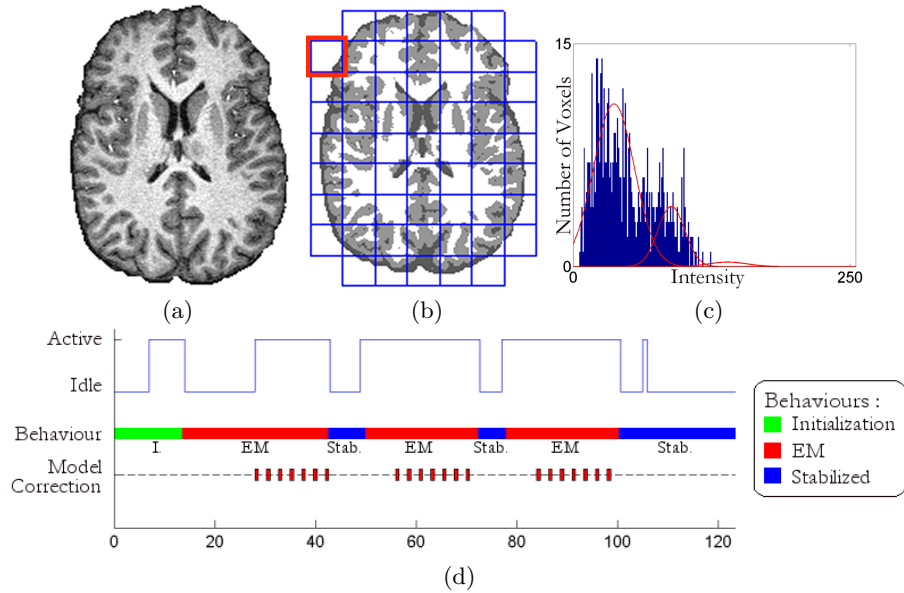 15
Number of Voxels
0
0
Intensity
250
(a)
(b)
(c)
Active
Idle
Behaviour
I.
EM
Stab.
EM
Stab.
EM
Stab.
Model
Correction
0
20
40
60
80
100
120
Behaviours :
Initialization
EM
Stabilized
(d)